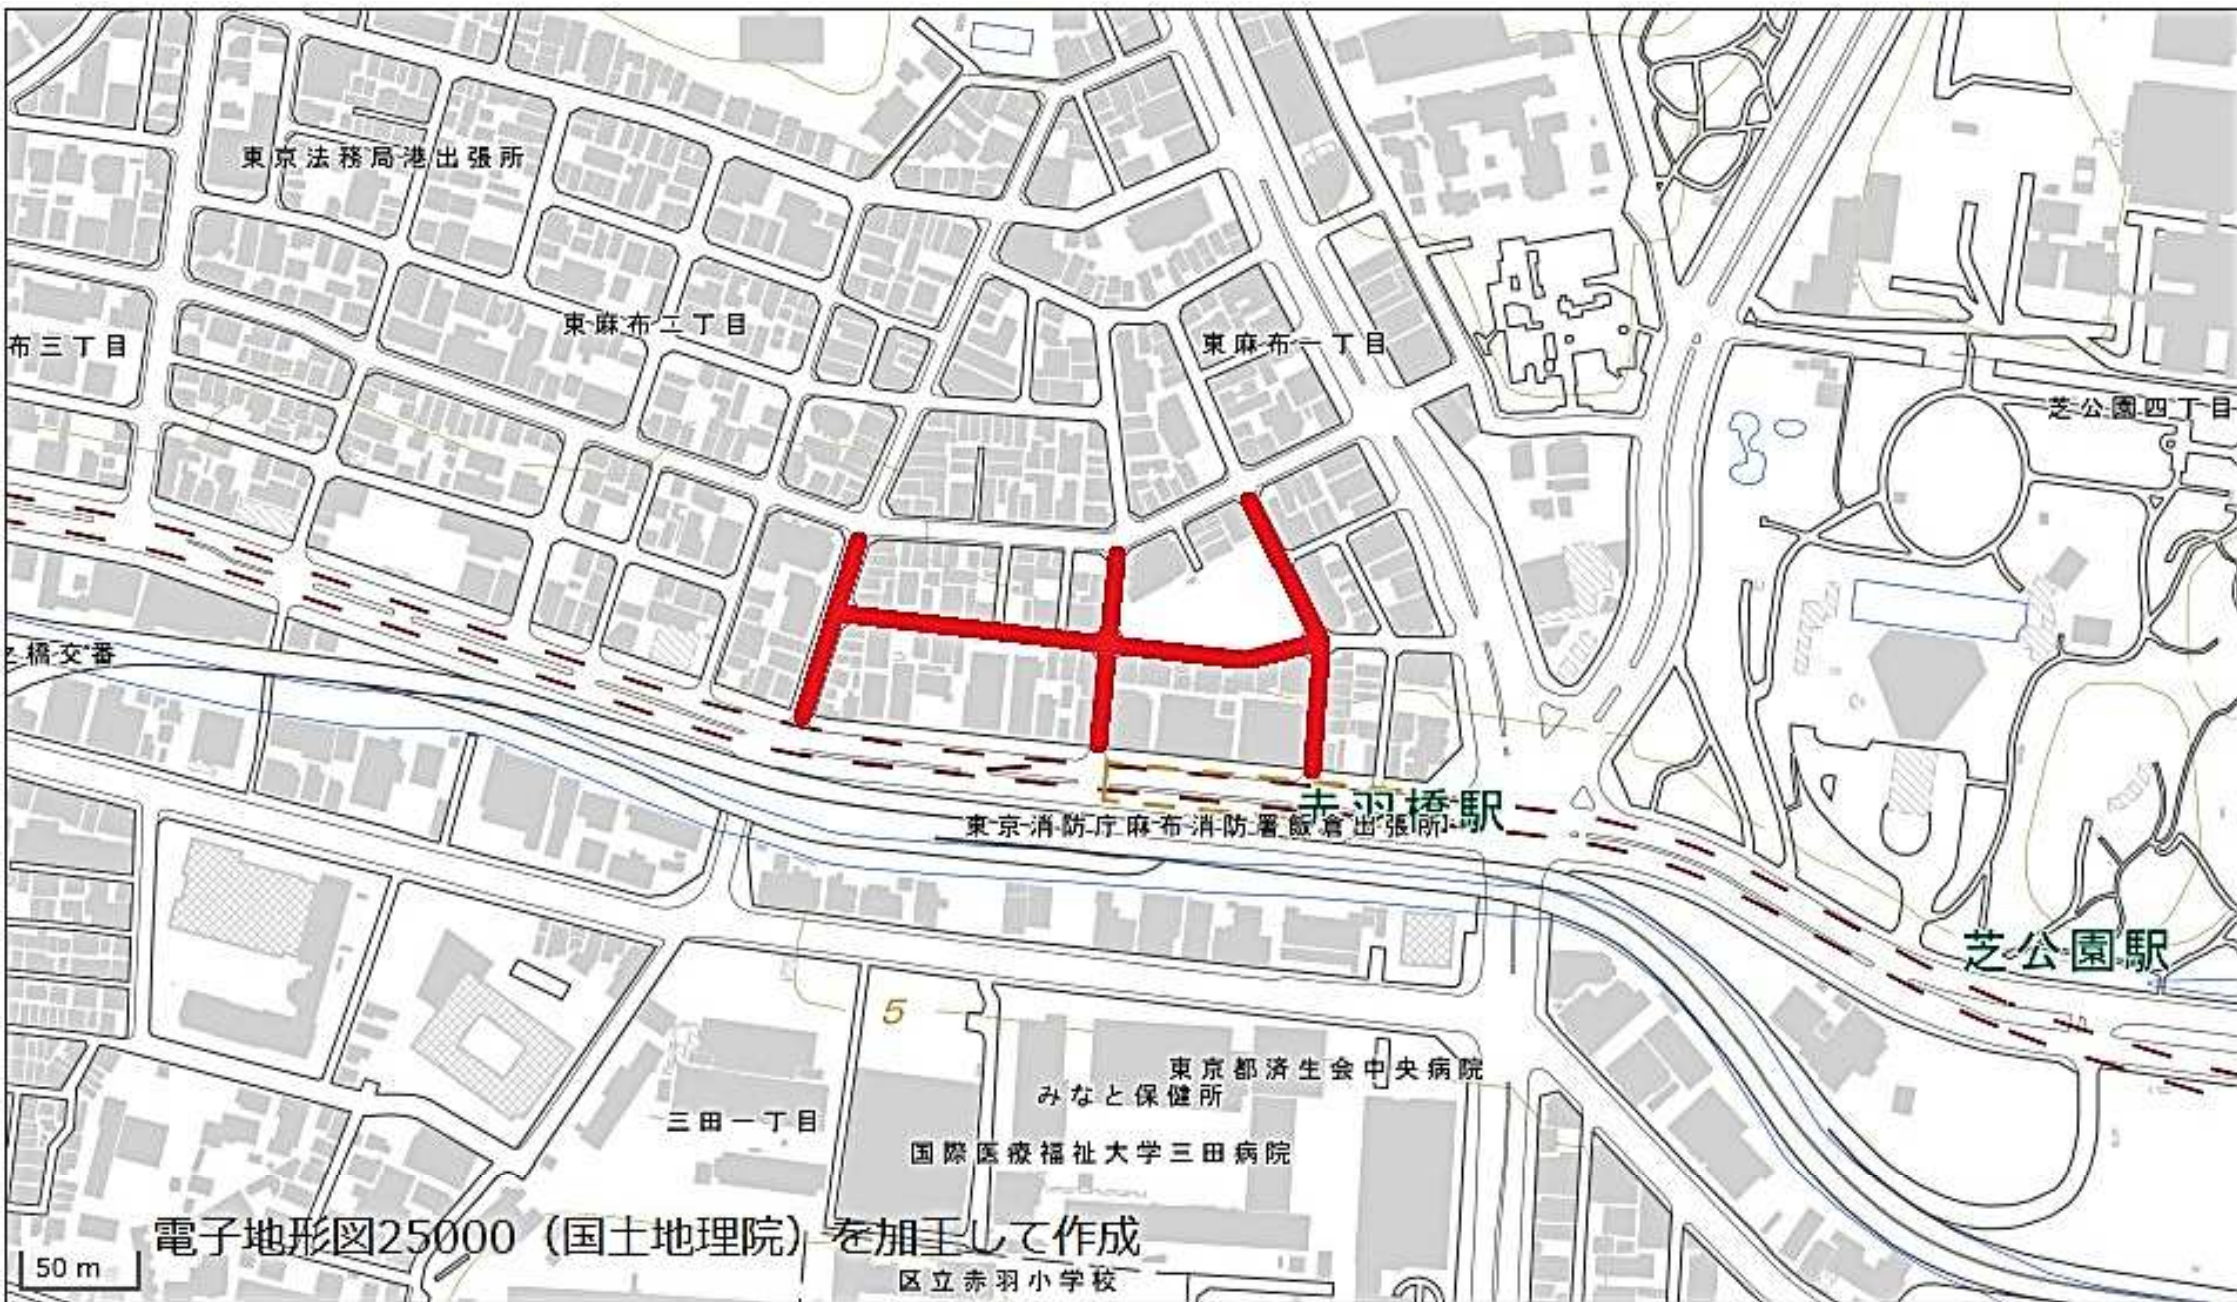 東京法務局港出張所
東麻布二丁目
布三丁目
東麻布一丁目
芝公園四丁目
橋交番
赤羽橋駅
東京消防庁麻布消防署飯倉出張所
芝公園駅
5
東京都済生会中央病院
みなと保健所
三田一丁目
国際医療福祉大学三田病院
電子地形図25000（国土地理院）を加工して作成
50 m
区立赤羽小学校